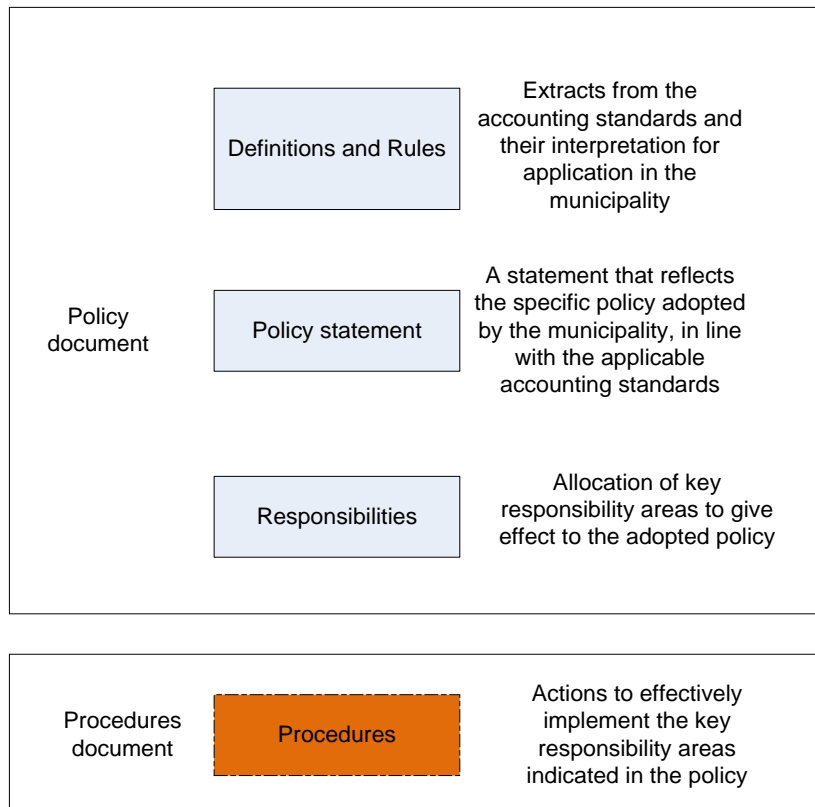 Definitions and Rules
Extracts from the
accounting standards and
their interpretation for
application in the
municipality
Policy
document
Policy statement
A statement that reflects
the specific policy adopted
by the municipality, in line
with the applicable
accounting standards
Responsibilities
Allocation of key
responsibility areas to give
effect to the adopted policy
Procedures
document
Procedures
Actions to effectively
implement the key
responsibility areas
indicated in the policy